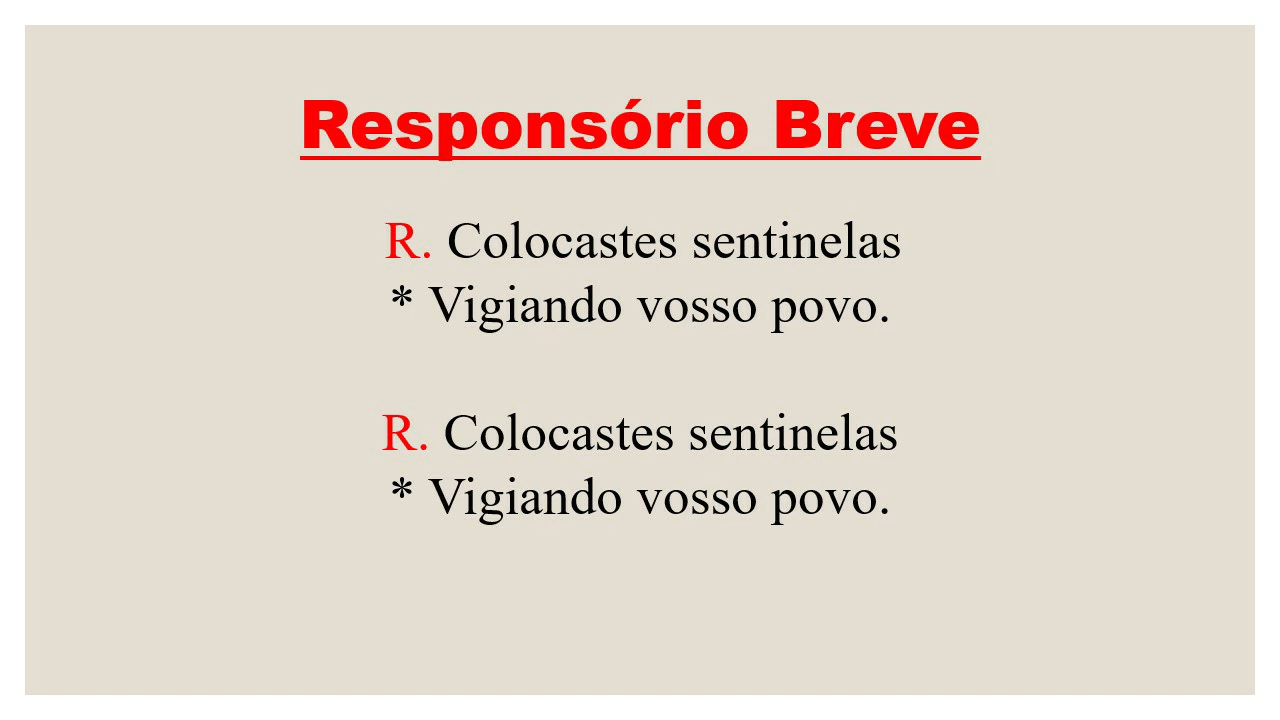 Responsório Breve
R. Colocastes sentinelas
* Vigiando vosso povo.
R. Colocastes sentinelas
* Vigiando vosso povo.